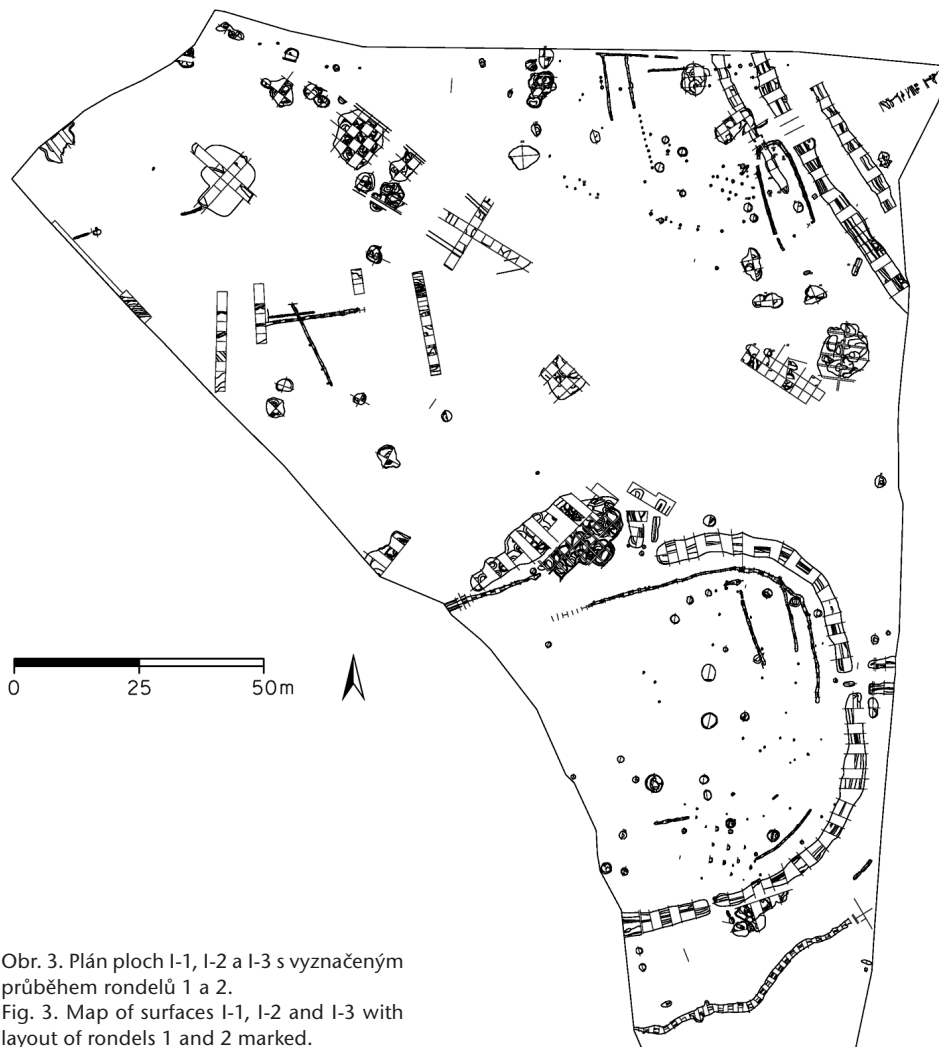 0 25 50m
Obr. 3. Plán ploch I-1, I-2 a I-3 s vyznačeným
průběhem rondelů 1 a 2.
Fig. 3. Map of surfaces I-1, I-2 and I-3 with
layout of rondels 1 and 2 marked.